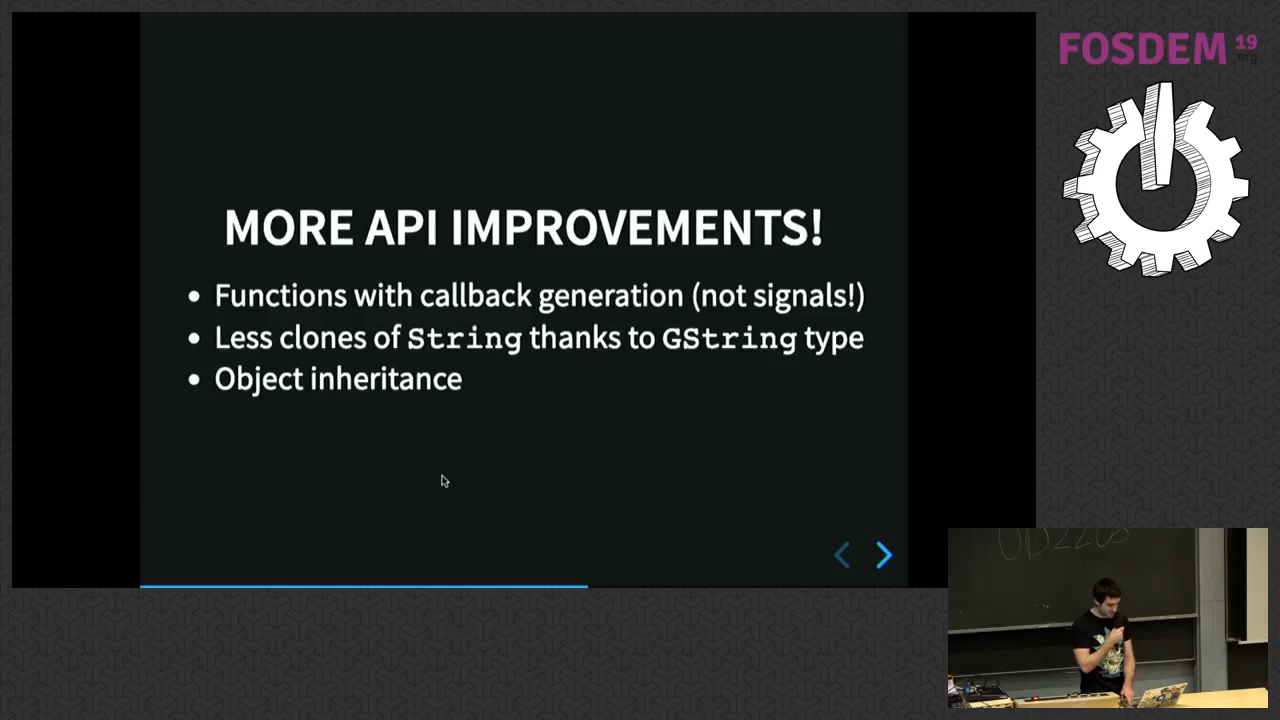 FOSDEM 19
.org
MORE API IMPROVEMENTS!
Functions with callback generation (not signals!)
Less clones of String thanks to GString type
Object inheritance